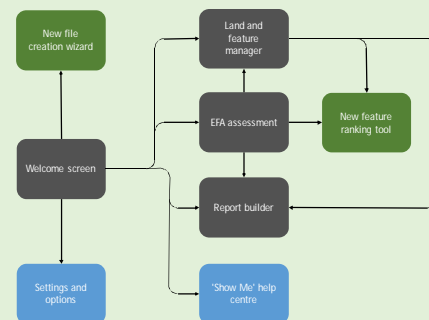 New file
creation wizard
Land and
feature
manager
EFA assessment
New feature
ranking tool
Welcome screen
Report builder
Settings and
options
'Show Me' help
centre